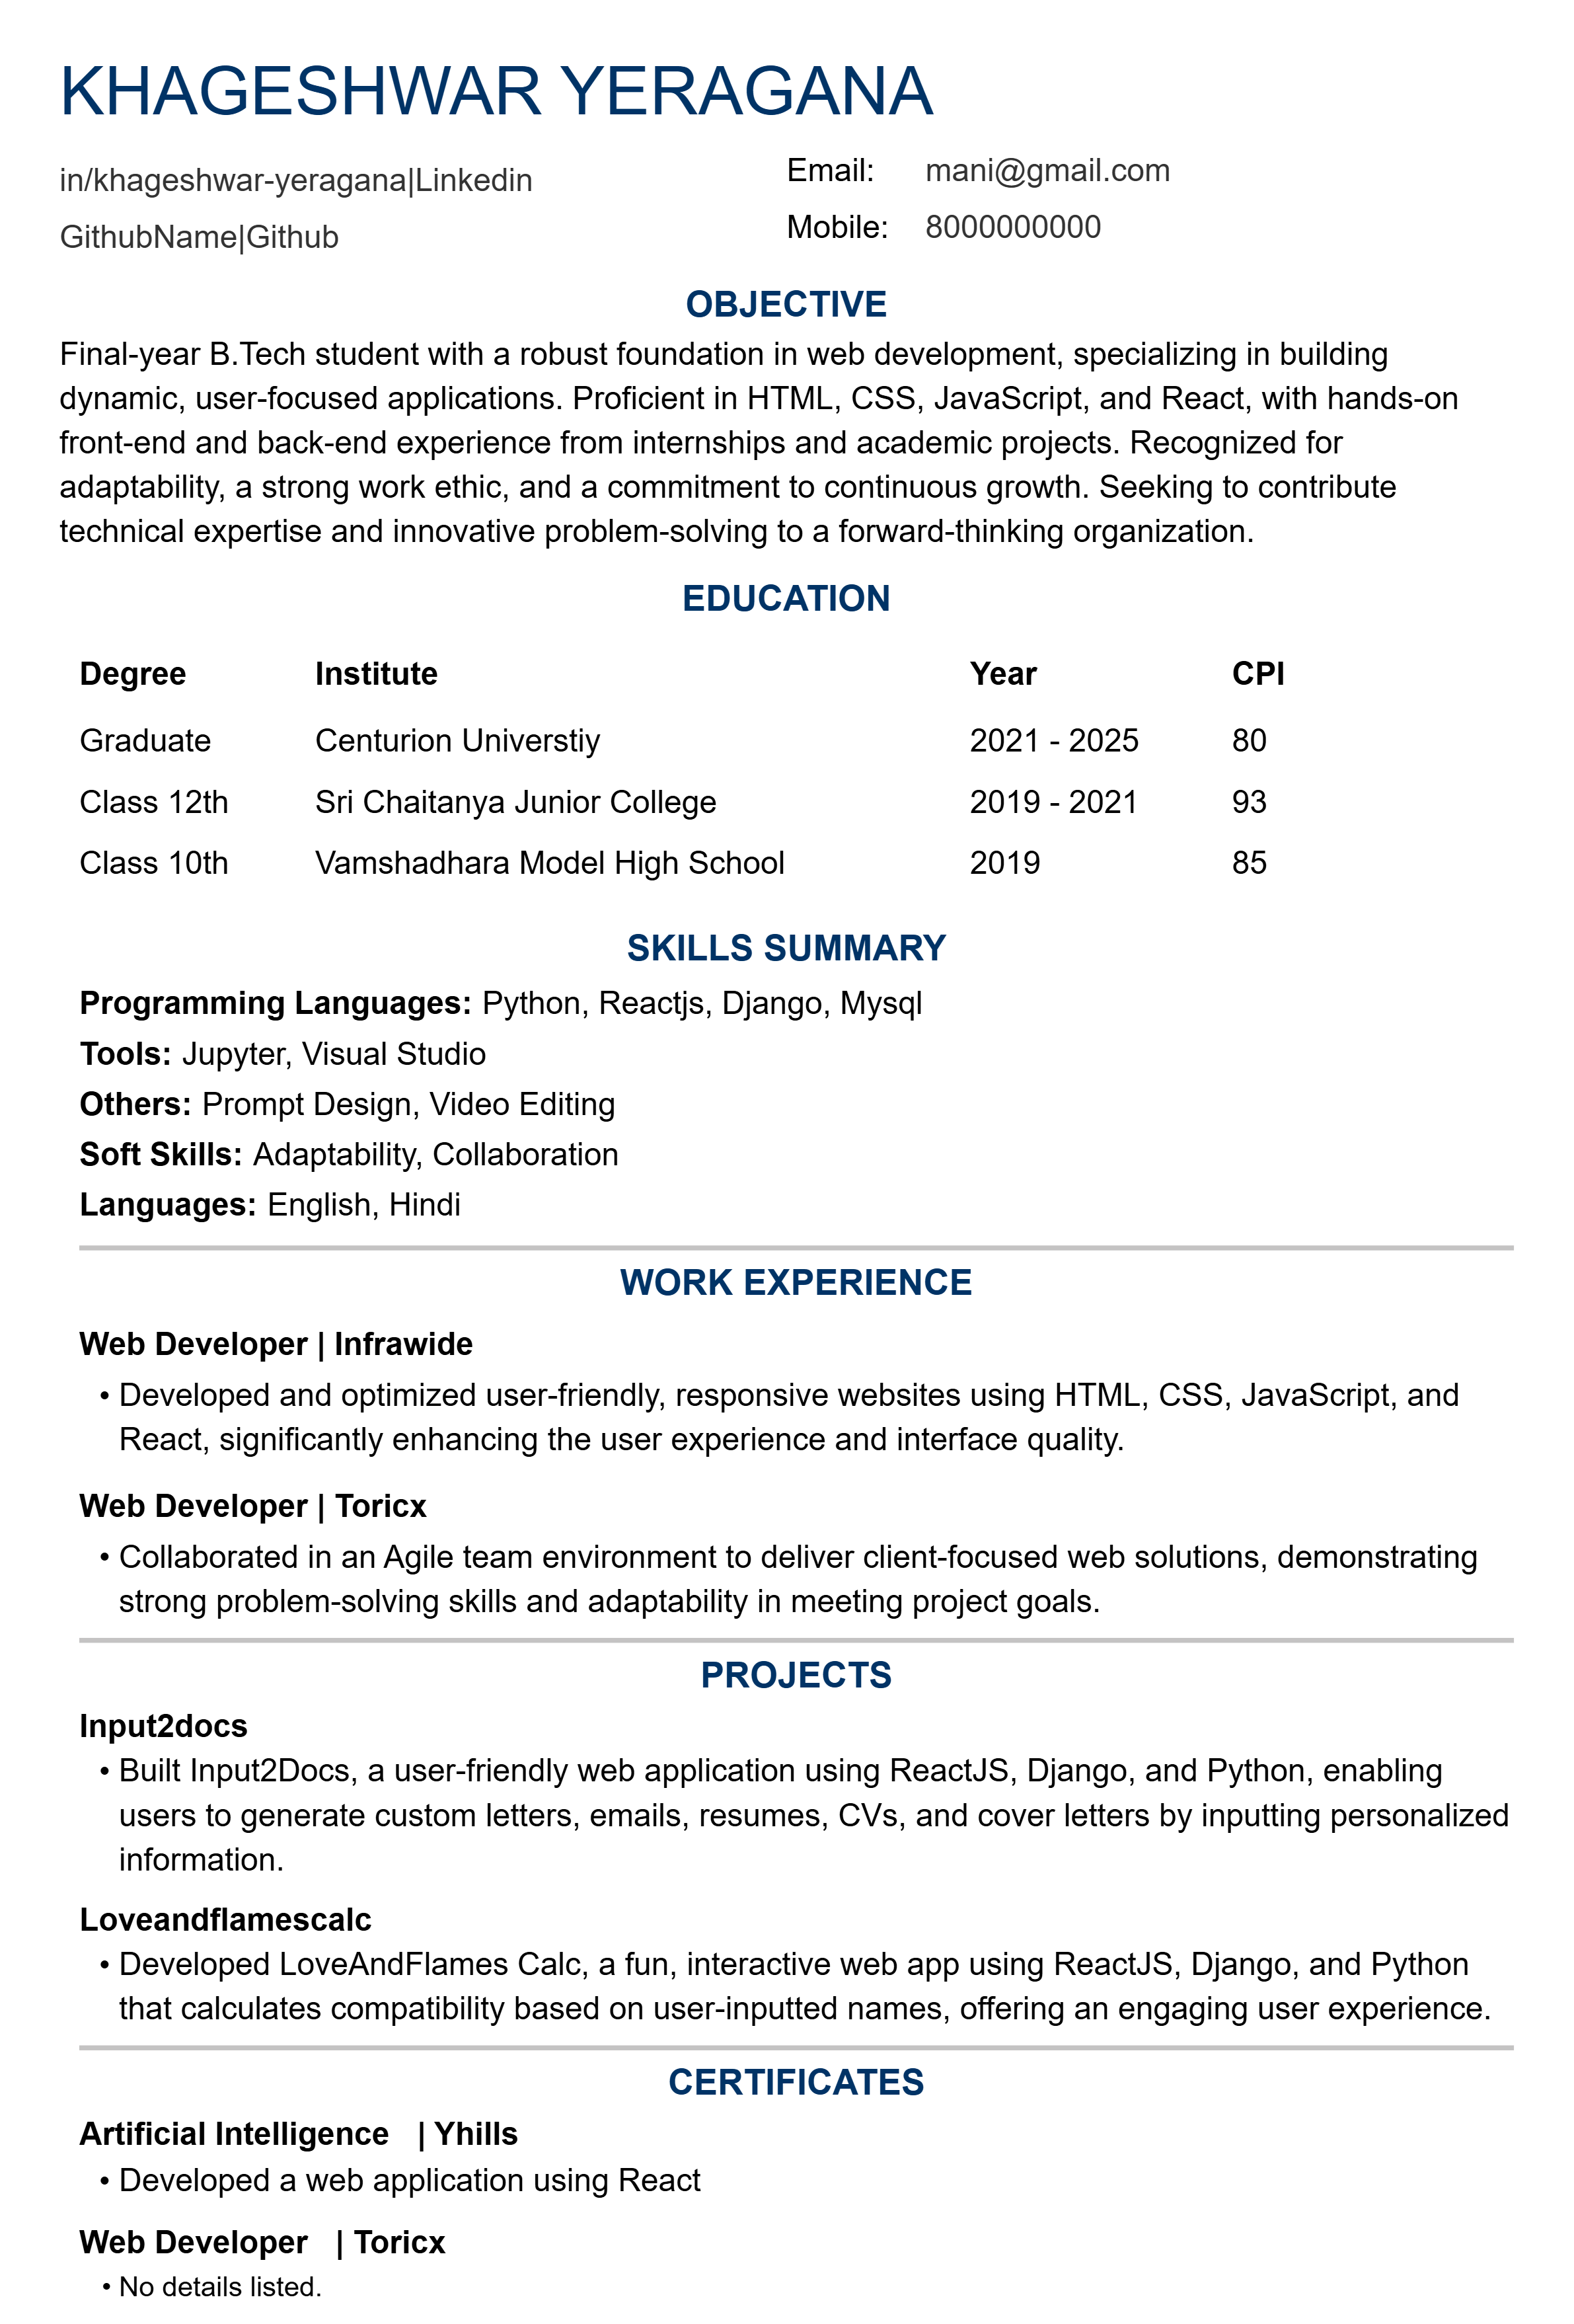 KHAGESHWAR YERAGANA
in/khageshwar-yeragana|Linkedin
GithubName|Github
Email: mani@gmail.com
Mobile: 8000000000
OBJECTIVE
Final-year B.Tech student with a robust foundation in web development, specializing in building
dynamic, user-focused applications. Proficient in HTML, CSS, JavaScript, and React, with hands-on
front-end and back-end experience from internships and academic projects. Recognized for
adaptability, a strong work ethic, and a commitment to continuous growth. Seeking to contribute
technical expertise and innovative problem-solving to a forward-thinking organization.
EDUCATION
Degree Institute Year CPI
Graduate Centurion Universtiy 2021 - 2025 80
Class 12th Sri Chaitanya Junior College 2019 - 2021 93
Class 10th Vamshadhara Model High School 2019 85
SKILLS SUMMARY
Programming Languages: Python, Reactjs, Django, Mysql
Tools: Jupyter, Visual Studio
Others: Prompt Design, Video Editing
Soft Skills: Adaptability, Collaboration
Languages: English, Hindi
WORK EXPERIENCE
Web Developer | Infrawide
• Developed and optimized user-friendly, responsive websites using HTML, CSS, JavaScript, and
React, significantly enhancing the user experience and interface quality.
Web Developer | Toricx
• Collaborated in an Agile team environment to deliver client-focused web solutions, demonstrating
strong problem-solving skills and adaptability in meeting project goals.
PROJECTS
Input2docs
• Built Input2Docs, a user-friendly web application using ReactJS, Django, and Python, enabling
users to generate custom letters, emails, resumes, CVs, and cover letters by inputting personalized
information.
Loveandflamescalc
• Developed LoveAndFlames Calc, a fun, interactive web app using ReactJS, Django, and Python
that calculates compatibility based on user-inputted names, offering an engaging user experience.
CERTIFICATES
Artificial Intelligence | Yhills
• Developed a web application using React
Web Developer | Toricx
• No details listed.